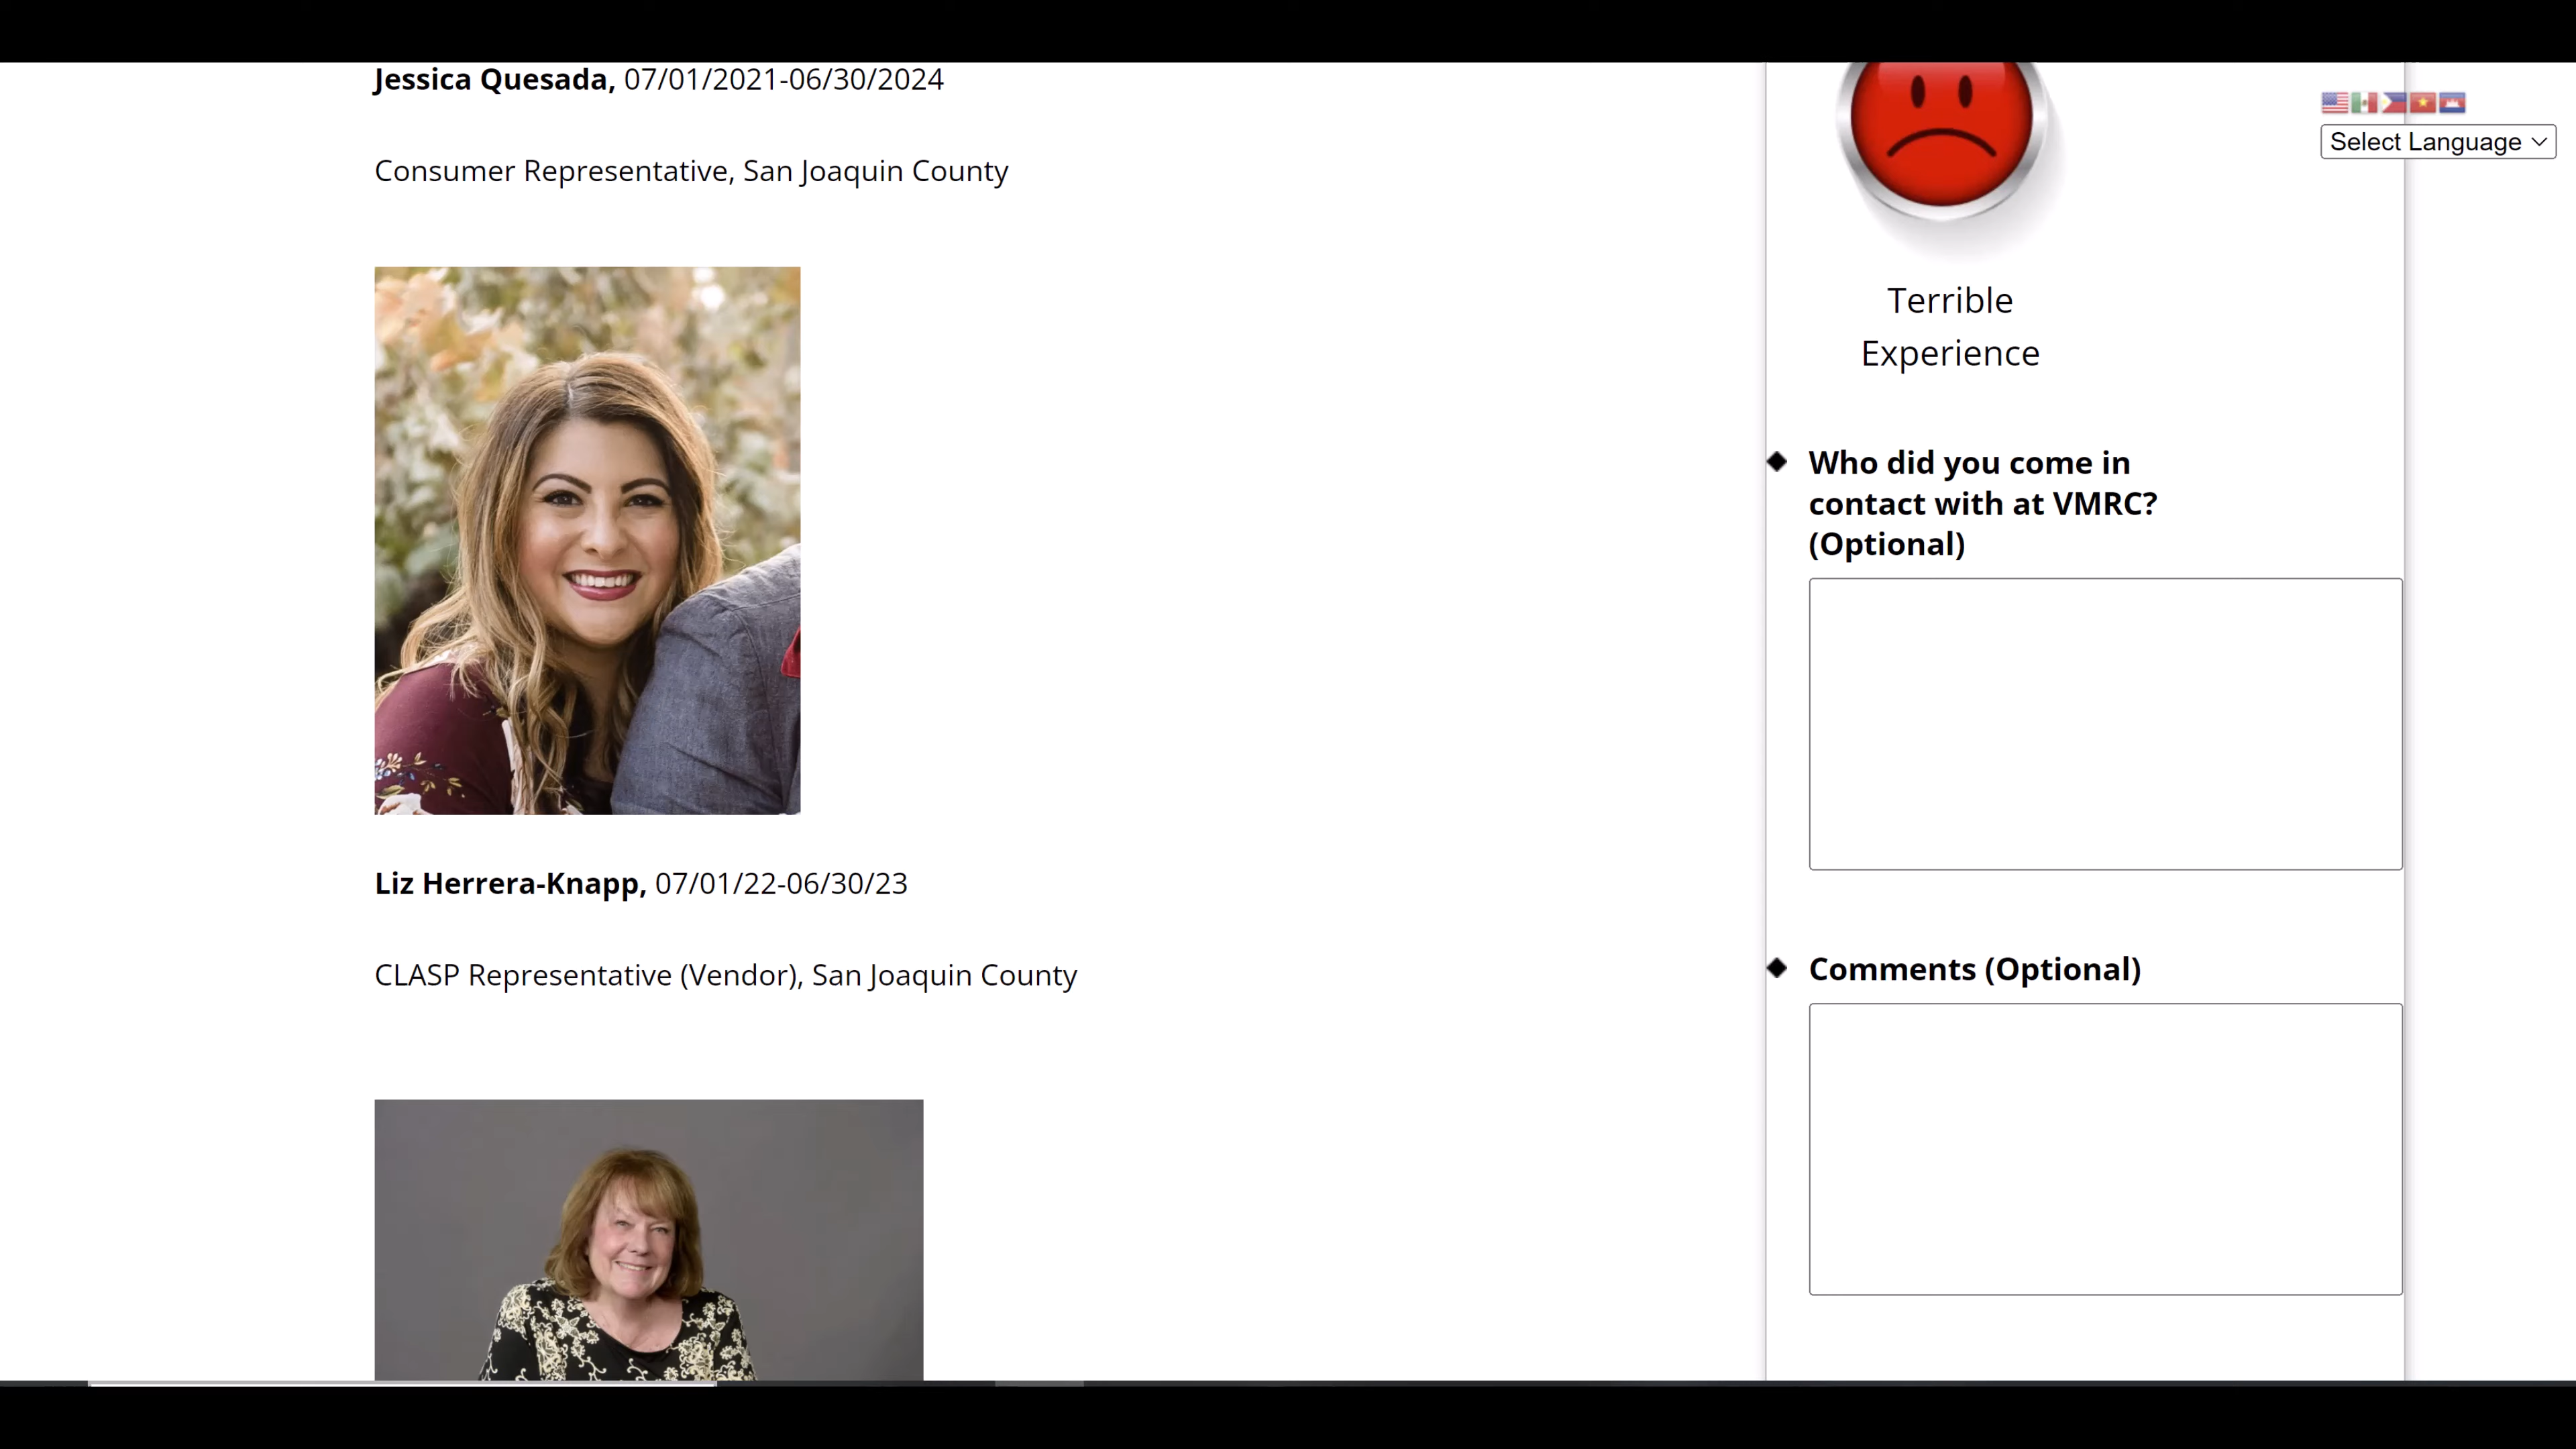 Jessica Quesada, 07/01/2021-06/30/2024
Consumer Representative, San Joaquin County
Liz Herrera-Knapp, 07/01/22-06/30/23
CLASP Representative (Vendor), San Joaquin County
Select Language
Terrible
Experience
Who did you come in
contact with at VMRC?
(Optional)
Comments (Optional)